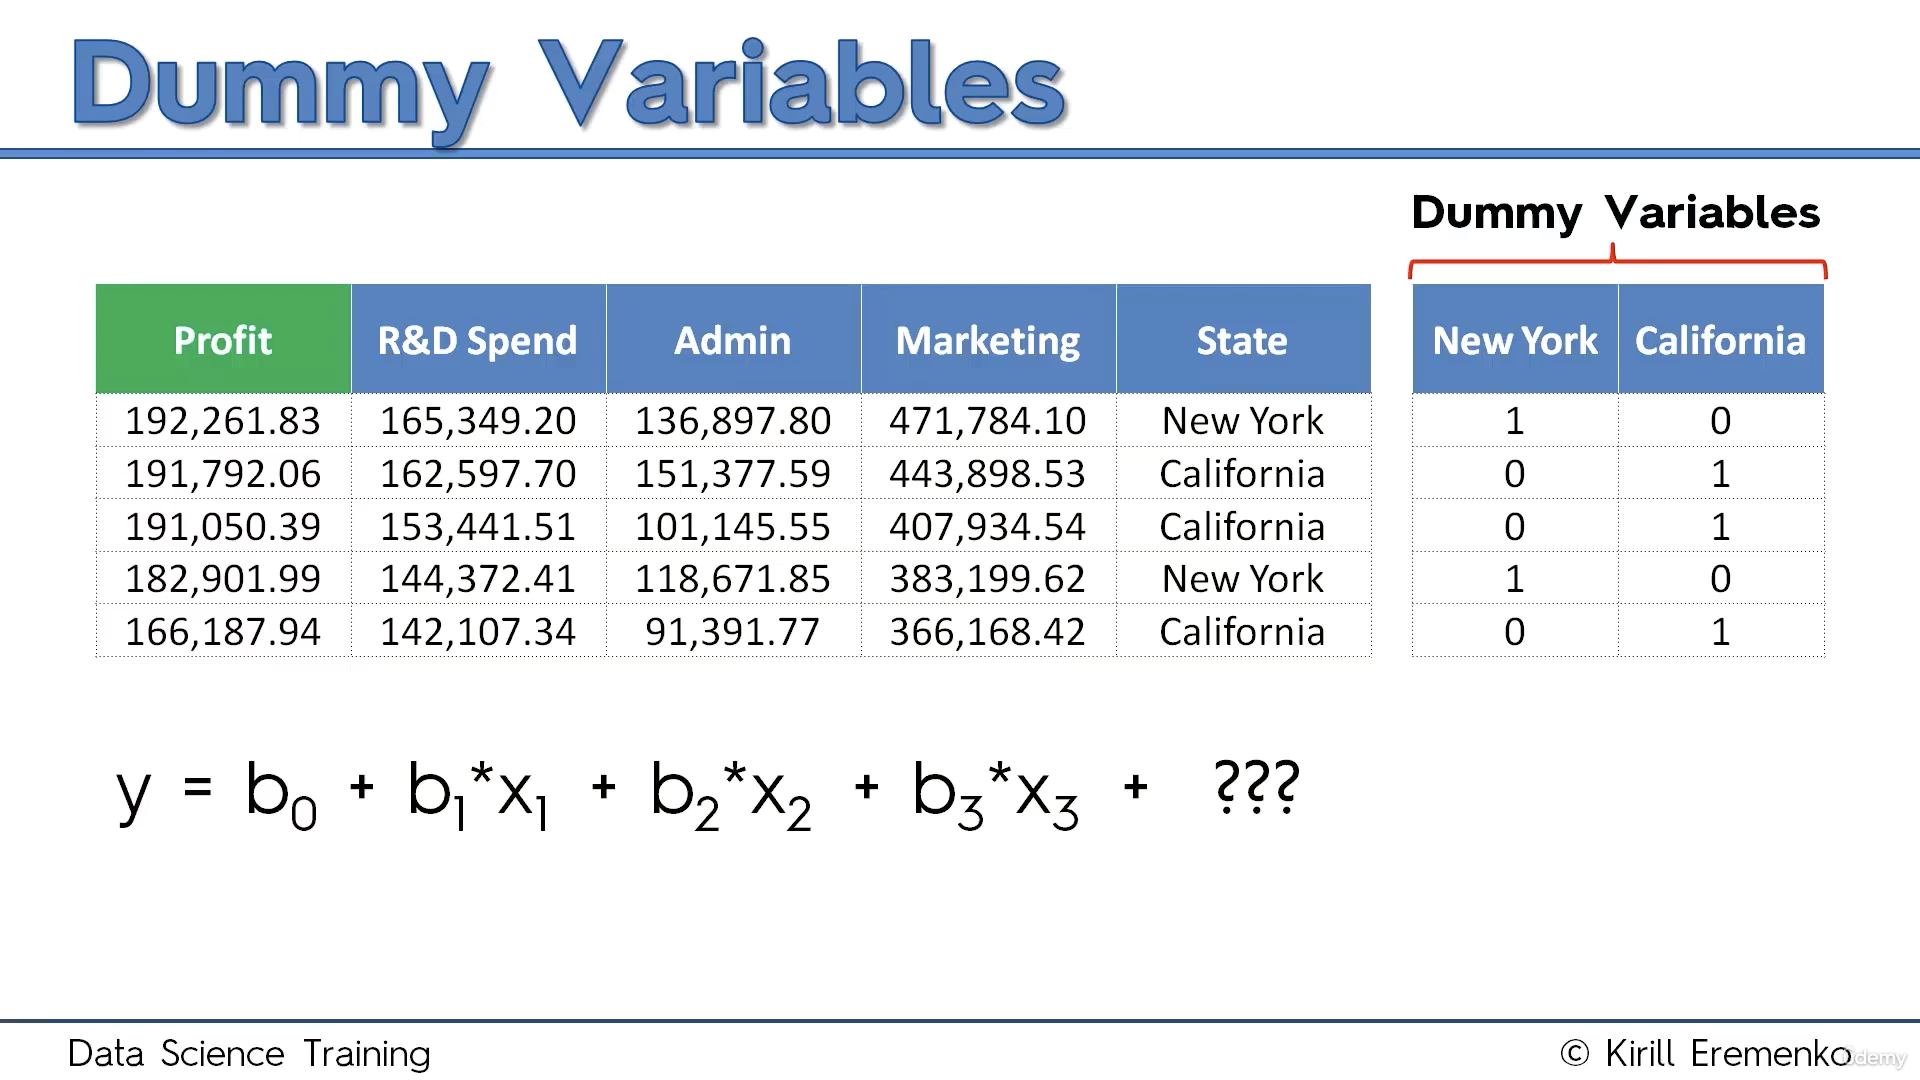 Dummy Variables
Dummy Variables
Profit R&D Spend Admin Marketing State New York California
192,261.83 165,349.20 136,897.80 471,784.10 New York 1 0
191,792.06 162,597.70 151,377.59 443,898.53 California 0 1
191,050.39 153,441.51 101,145.55 407,934.54 California 0 1
182,901.99 144,372.41 118,671.85 383,199.62 New York 1 0
166,187.94 142,107.34 91,391.77 366,168.42 California 0 1
y = b₀ + b₁*x₁ + b₂*x₂ + b₃*x₃ + ???
Data Science Training © Kirill Eremenko
Udemy